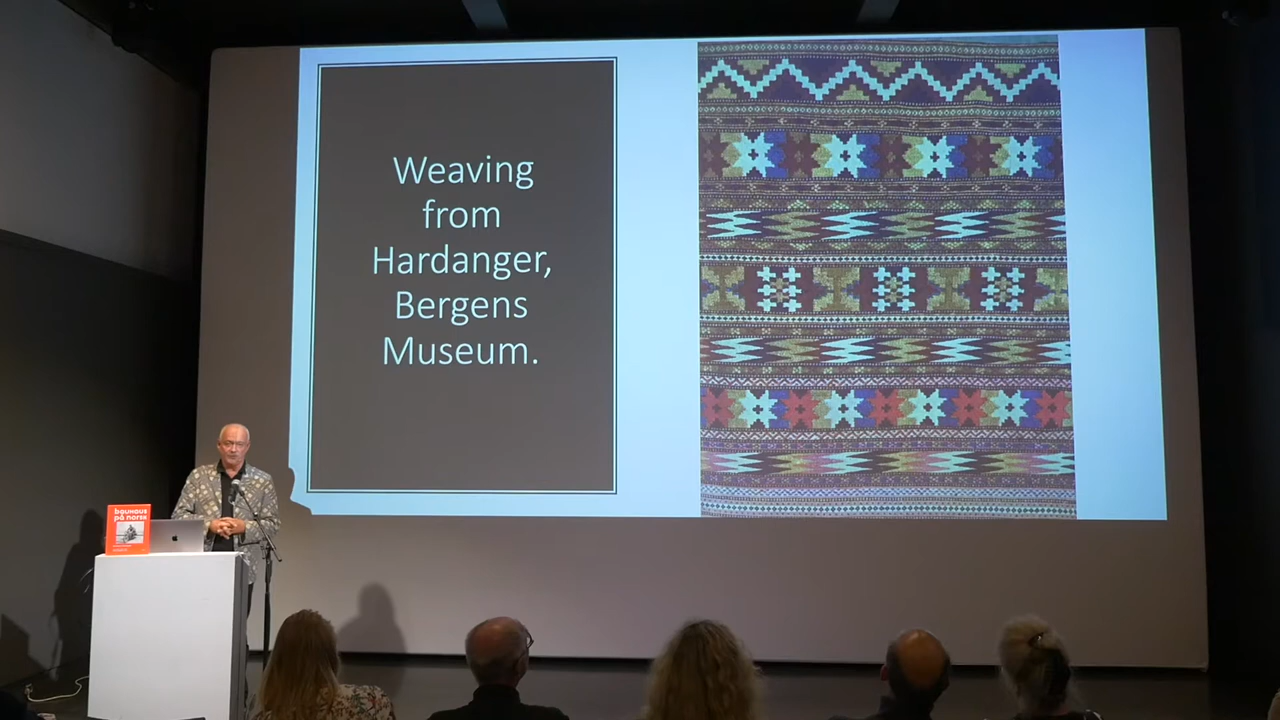 Weaving
from
Hardanger,
Bergens
Museum.
bauhaus
på norsk